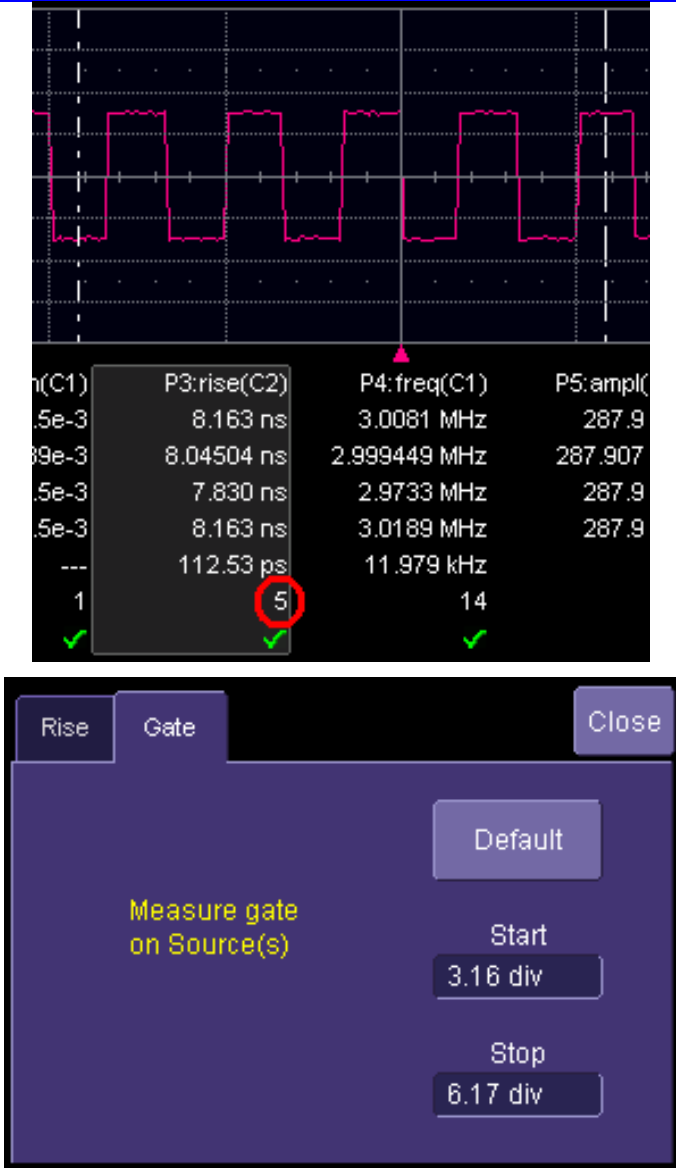 n(C1) P3:rise(C2) P4:freq(C1) P5:ampl(
.5e-3 8.163 ns 3.0081 MHz 287.9
39e-3 8.04504 ns 2.999449 MHz 287.907
.5e-3 7.830 ns 2.9733 MHz 287.9
.5e-3 8.163 ns 3.0189 MHz 287.9
--- 112.53 ps 11.979 kHz
1 5 14
Rise Gate Close
Default
Measure gate
on Source(s)
Start
3.16 div
Stop
6.17 div